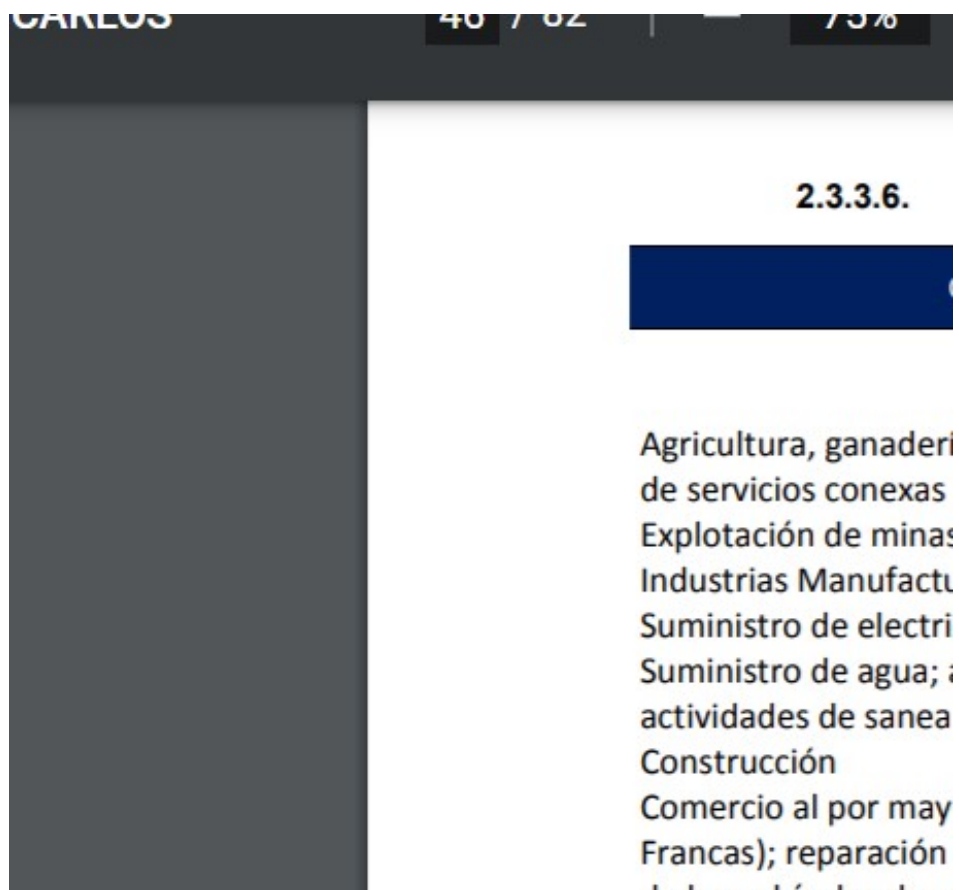 CARLOS 46 / 82 75%
2.3.3.6.
Agricultura, ganaderí
de servicios conexas
Explotación de minas
Industrias Manufactu
Suministro de electri
Suministro de agua; a
actividades de sanea
Construcción
Comercio al por may
Francas); reparación